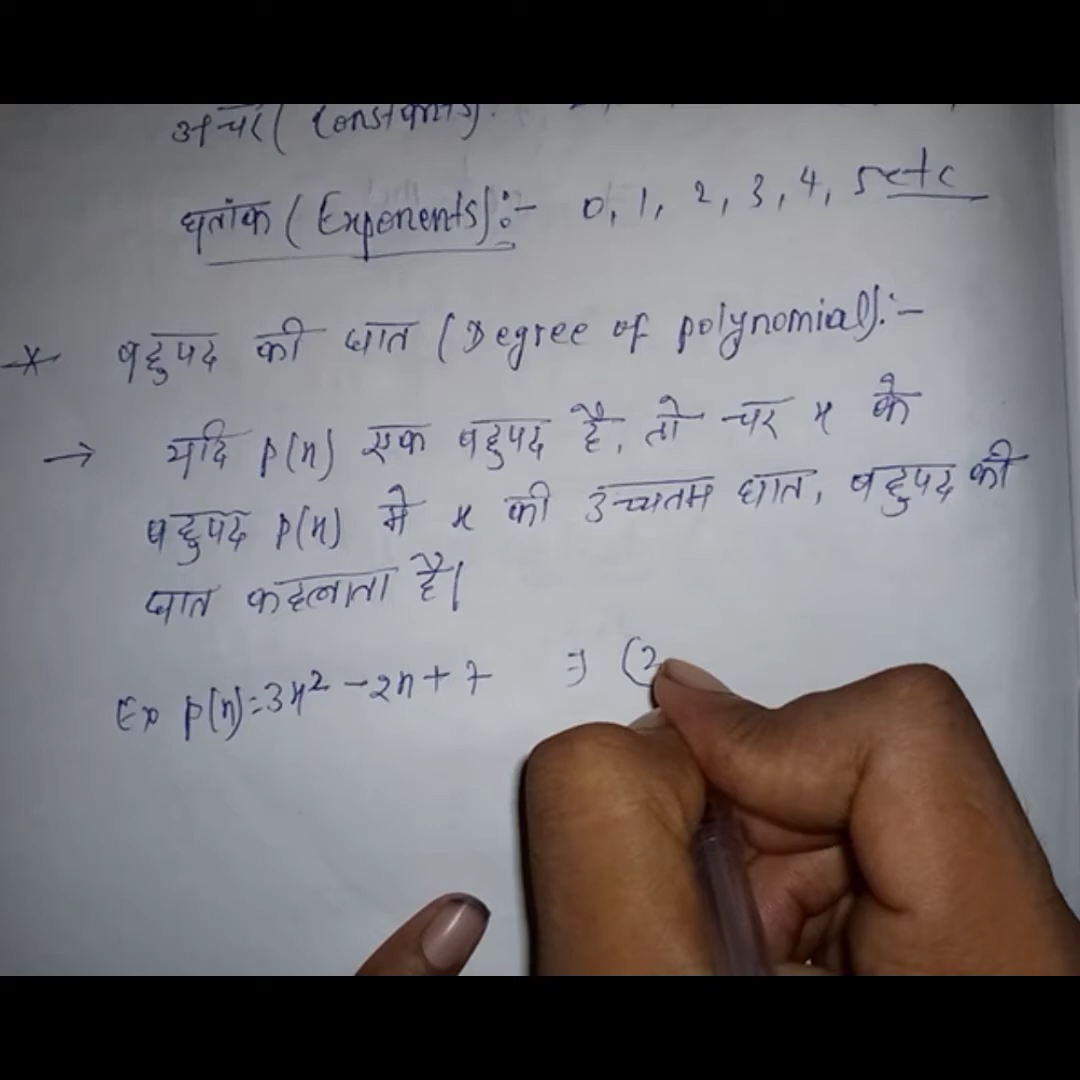 अचर ( Constants):
घतांक ( Exponents):- 0, 1, 2, 3, 4, 5 etc
* बहुपद की घात ( Degree of polynomial):-
→ यदि p(x) एक बहुपद है, तो चर x के
बहुपद p(x) मे x की उच्चतम घात, बहुपद की
घात कहलाता है।
Ex p(x)=3x² -2x+7 ⇒ (2